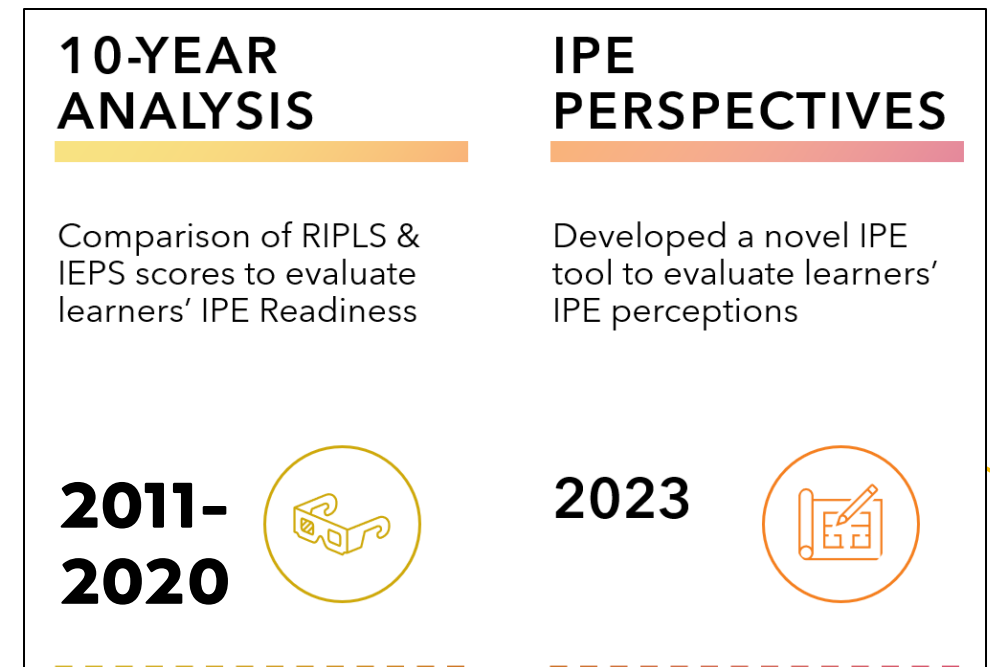 10-YEAR
ANALYSIS
Comparison of RIPLS &
IEPS scores to evaluate
learners’ IPE Readiness
2011-
2020
IPE
PERSPECTIVES
Developed a novel IPE
tool to evaluate learners’
IPE perceptions
2023